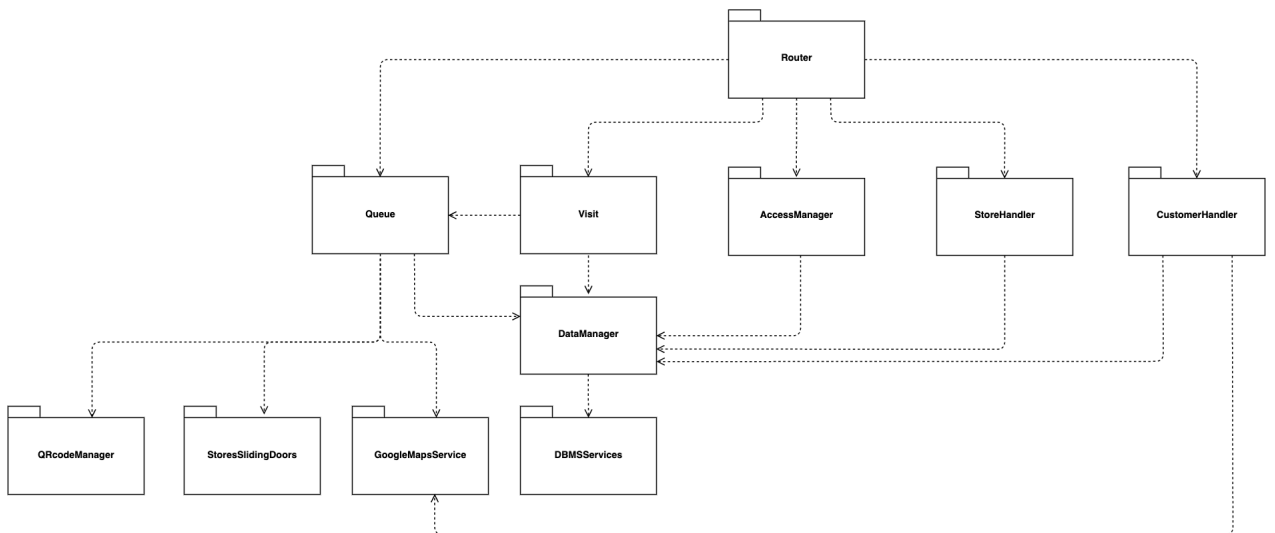 Router
Queue
Visit
AccessManager
StoreHandler
CustomerHandler
DataManager
QRcodeManager
StoresSlidingDoors
GoogleMapsService
DBMSServices